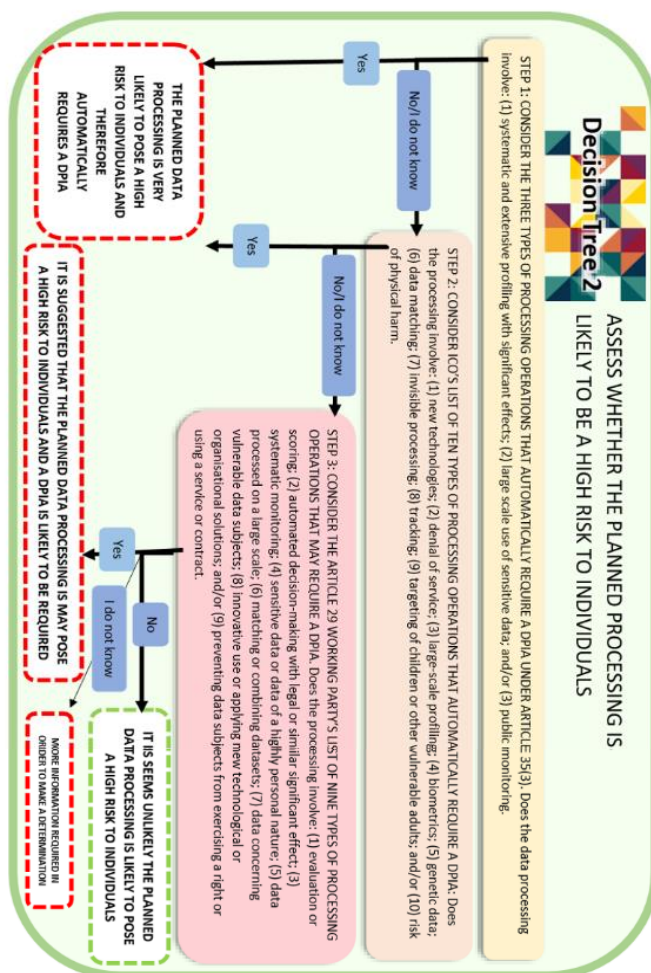 Decision Tree 2
ASSESS WHETHER THE PLANNED PROCESSING IS
LIKELY TO BE A HIGH RISK TO INDIVIDUALS
STEP 1: CONSIDER THE THREE TYPES OF PROCESSING OPERATIONS THAT AUTOMATICALLY REQUIRE A DPIA UNDER ARTICLE 35(3). Does the data processing
involve: (1) systematic and extensive profiling with significant effects; (2) large scale use of sensitive data; and/or (3) public monitoring.
Yes
No/I do not know
THE PLANNED DATA
PROCESSING IS VERY
LIKELY TO POSE A HIGH
RISK TO INDIVIDUALS AND
THEREFORE
AUTOMATICALLY
REQUIRES A DPIA
STEP 2: CONSIDER ICO'S LIST OF TEN TYPES OF PROCESSING OPERATIONS THAT AUTOMATICALLY REQUIRE A DPIA: Does
the processing involve: (1) new technologies; (2) denial of service; (3) large-scale profiling; (4) biometrics; (5) genetic data;
(6) data matching; (7) invisible processing; (8) tracking; (9) targeting of children or other vulnerable adults; and/or (10) risk
of physical harm.
Yes
No/I do not know
STEP 3: CONSIDER THE ARTICLE 29 WORKING PARTY'S LIST OF NINE TYPES OF PROCESSING
OPERATIONS THAT MAY REQUIRE A DPIA. Does the processing involve: (1) evaluation or
scoring; (2) automated decision-making with legal or similar significant effect; (3)
systematic monitoring; (4) sensitive data or data of a highly personal nature; (5) data
processed on a large scale; (6) matching or combining datasets; (7) data concerning
vulnerable data subjects; (8) innovative use or applying new technological or
organisational solutions; and/or (9) preventing data subjects from exercising a right or
using a service or contract.
Yes
I do not know
No
IT IS SUGGESTED THAT THE PLANNED DATA PROCESSING IS MAY POSE
A HIGH RISK TO INDIVIDUALS AND A DPIA IS LIKELY TO BE REQUIRED
MORE INFORMATION REQUIRED IN
ORIDER TO MAKE A DETERMINATION
IT IS SEEMS UNLIKELY THE PLANNED
DATA PROCESSING IS LIKELY TO POSE
A HIGH RISK TO INDIVIDUALS